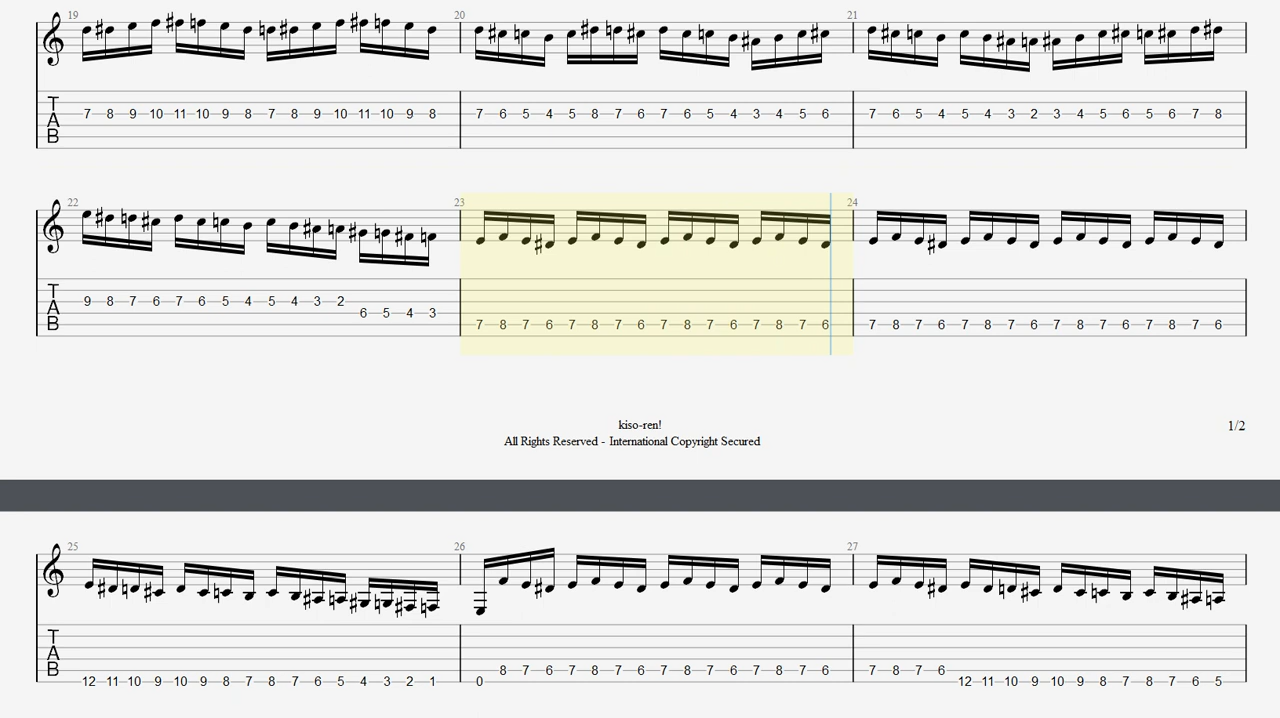 19 20 21
T
7 8 9 10 11 10 9 8 7 8 9 10 11 10 9 8 7 6 5 4 5 8 7 6 7 6 5 4 3 4 5 6 7 6 5 4 5 4 3 2 3 4 5 6 5 6 7 8
A
B
22 23 24
T
9 8 7 6 7 6 5 4 5 4 3 2
A
6 5 4 3
B
7 8 7 6 7 8 7 6 7 8 7 6 7 8 7 6 7 8 7 6 7 8 7 6 7 8 7 6 7 8 7 6
kiso-ren!
All Rights Reserved - International Copyright Secured
1/2
25 26 27
T
A
B
8 7 6 7 8 7 6 7 8 7 6 7 8 7 6 7 8 7 6
12 11 10 9 10 9 8 7 8 7 6 5 4 3 2 1 0 12 11 10 9 10 9 8 7 8 7 6 5